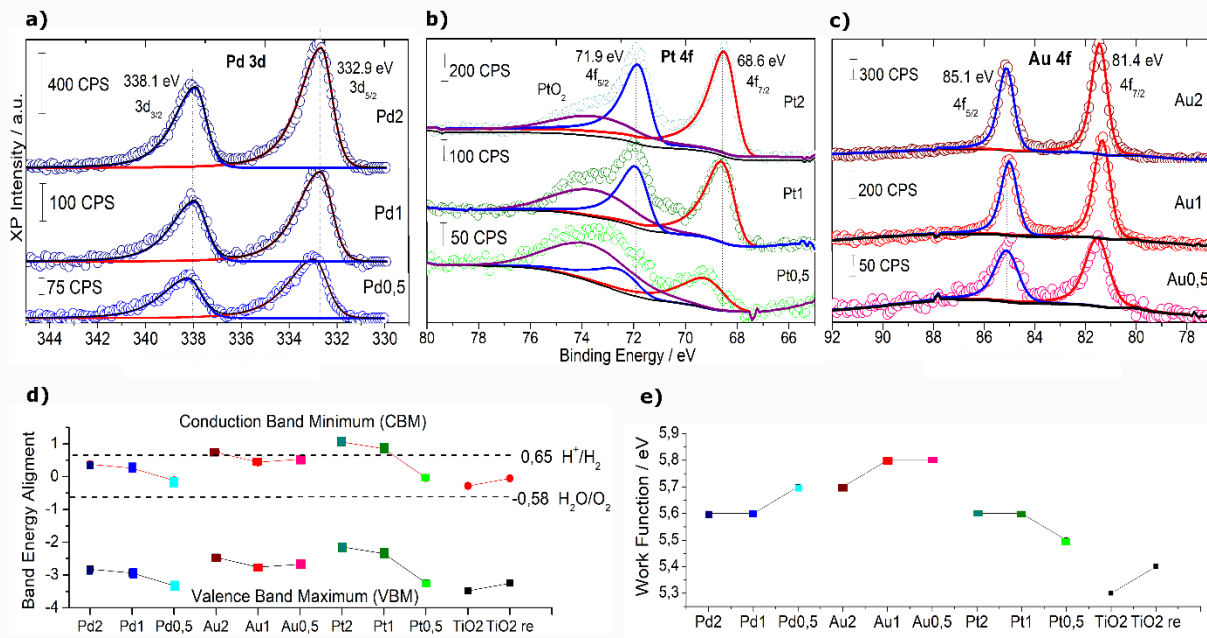 a)
Pd 3d
400 CPS
338.1 eV
3d3/2
332.9 eV
3d5/2
Pd2
100 CPS
Pd1
75 CPS
Pd0,5
344 342 340 338 336 334 332 330
XP Intensity / a.u.
b)
Pt 4f
200 CPS
71.9 eV
4f5/2
68.6 eV
4f7/2
PtO2
Pt2
100 CPS
Pt1
50 CPS
Pt0,5
80 78 76 74 72 70 68 66
Binding Energy / eV
c)
Au 4f
300 CPS
85.1 eV
4f5/2
81.4 eV
4f7/2
Au2
200 CPS
Au1
50 CPS
Au0,5
92 90 88 86 84 82 80 78
d)
Conduction Band Minimum (CBM)
0,65 H+/H2
-0,58 H2O/O2
Valence Band Maximum (VBM)
1
0
-1
-2
-3
-4
Band Energy Aligment
Pd2 Pd1 Pd0,5 Au2 Au1 Au0,5 Pt2 Pt1 Pt0,5 TiO2 TiO2 re
e)
5,9
5,8
5,7
5,6
5,5
5,4
5,3
Work Function / eV
Pd2 Pd1 Pd0,5 Au2 Au1 Au0,5 Pt2 Pt1 Pt0,5 TiO2 TiO2 re